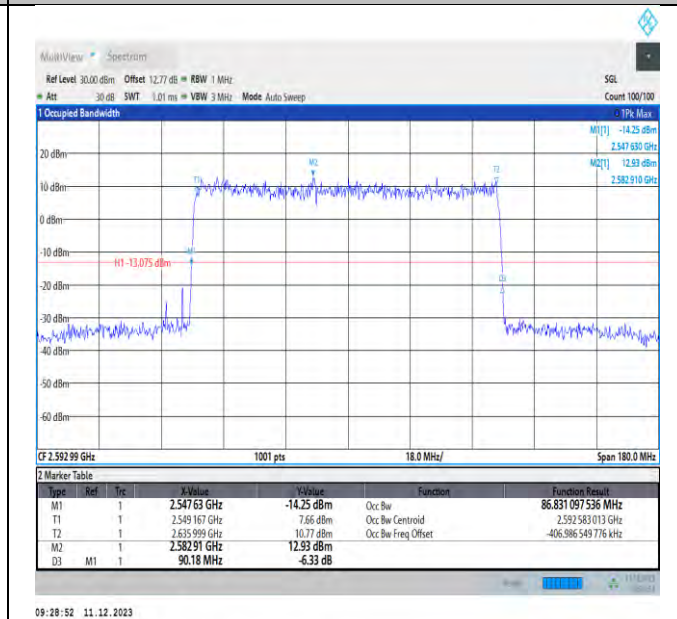 MultiView Spectrum
Ref Level 30.00 dBm Offset 12.77 dB RBW 1 MHz SGL
Att 30 dB SWT 1.01 ms VBW 3 MHz Mode Auto Sweep Count 100/100
1 Occupied Bandwidth 1Pk Max
M1[1] -14.25 dBm
2.547 630 GHz
M2[1] 12.93 dBm
2.582 910 GHz
20 dBm
M2
T1
T2
10 dBm
0 dBm
-10 dBm
M1
H1 -13.075 dBm
-20 dBm
D3
-30 dBm
-40 dBm
-50 dBm
-60 dBm
CF 2.592 99 GHz 1001 pts 18.0 MHz/ Span 180.0 MHz
2 Marker Table
Type Ref Trc X-Value Y-Value Function Function Result
M1 1 2.547 63 GHz -14.25 dBm Occ Bw 86.831 097 536 MHz
T1 1 2.549 167 GHz 7.66 dBm Occ Bw Centroid 2.592 583 013 GHz
T2 1 2.635 999 GHz 10.77 dBm Occ Bw Freq Offset -406.986 549 776 kHz
M2 1 2.582 91 GHz 12.93 dBm
D3 M1 1 90.18 MHz -6.33 dB
09:28:52 11.12.2023